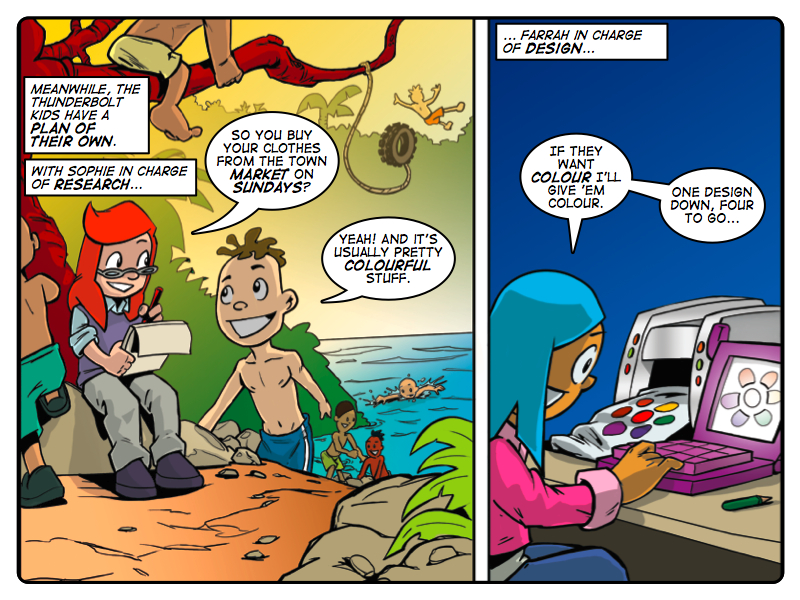 MEANWHILE, THE
THUNDERBOLT
KIDS HAVE A
PLAN OF
THEIR OWN.
WITH SOPHIE IN CHARGE
OF RESEARCH...
SO YOU BUY
YOUR CLOTHES
FROM THE TOWN
MARKET ON
SUNDAYS?
YEAH! AND IT'S
USUALLY PRETTY
COLOURFUL
STUFF.
... FARRAH IN CHARGE
OF DESIGN...
IF THEY
WANT
COLOUR I'LL
GIVE 'EM
COLOUR.
ONE DESIGN
DOWN, FOUR
TO GO...